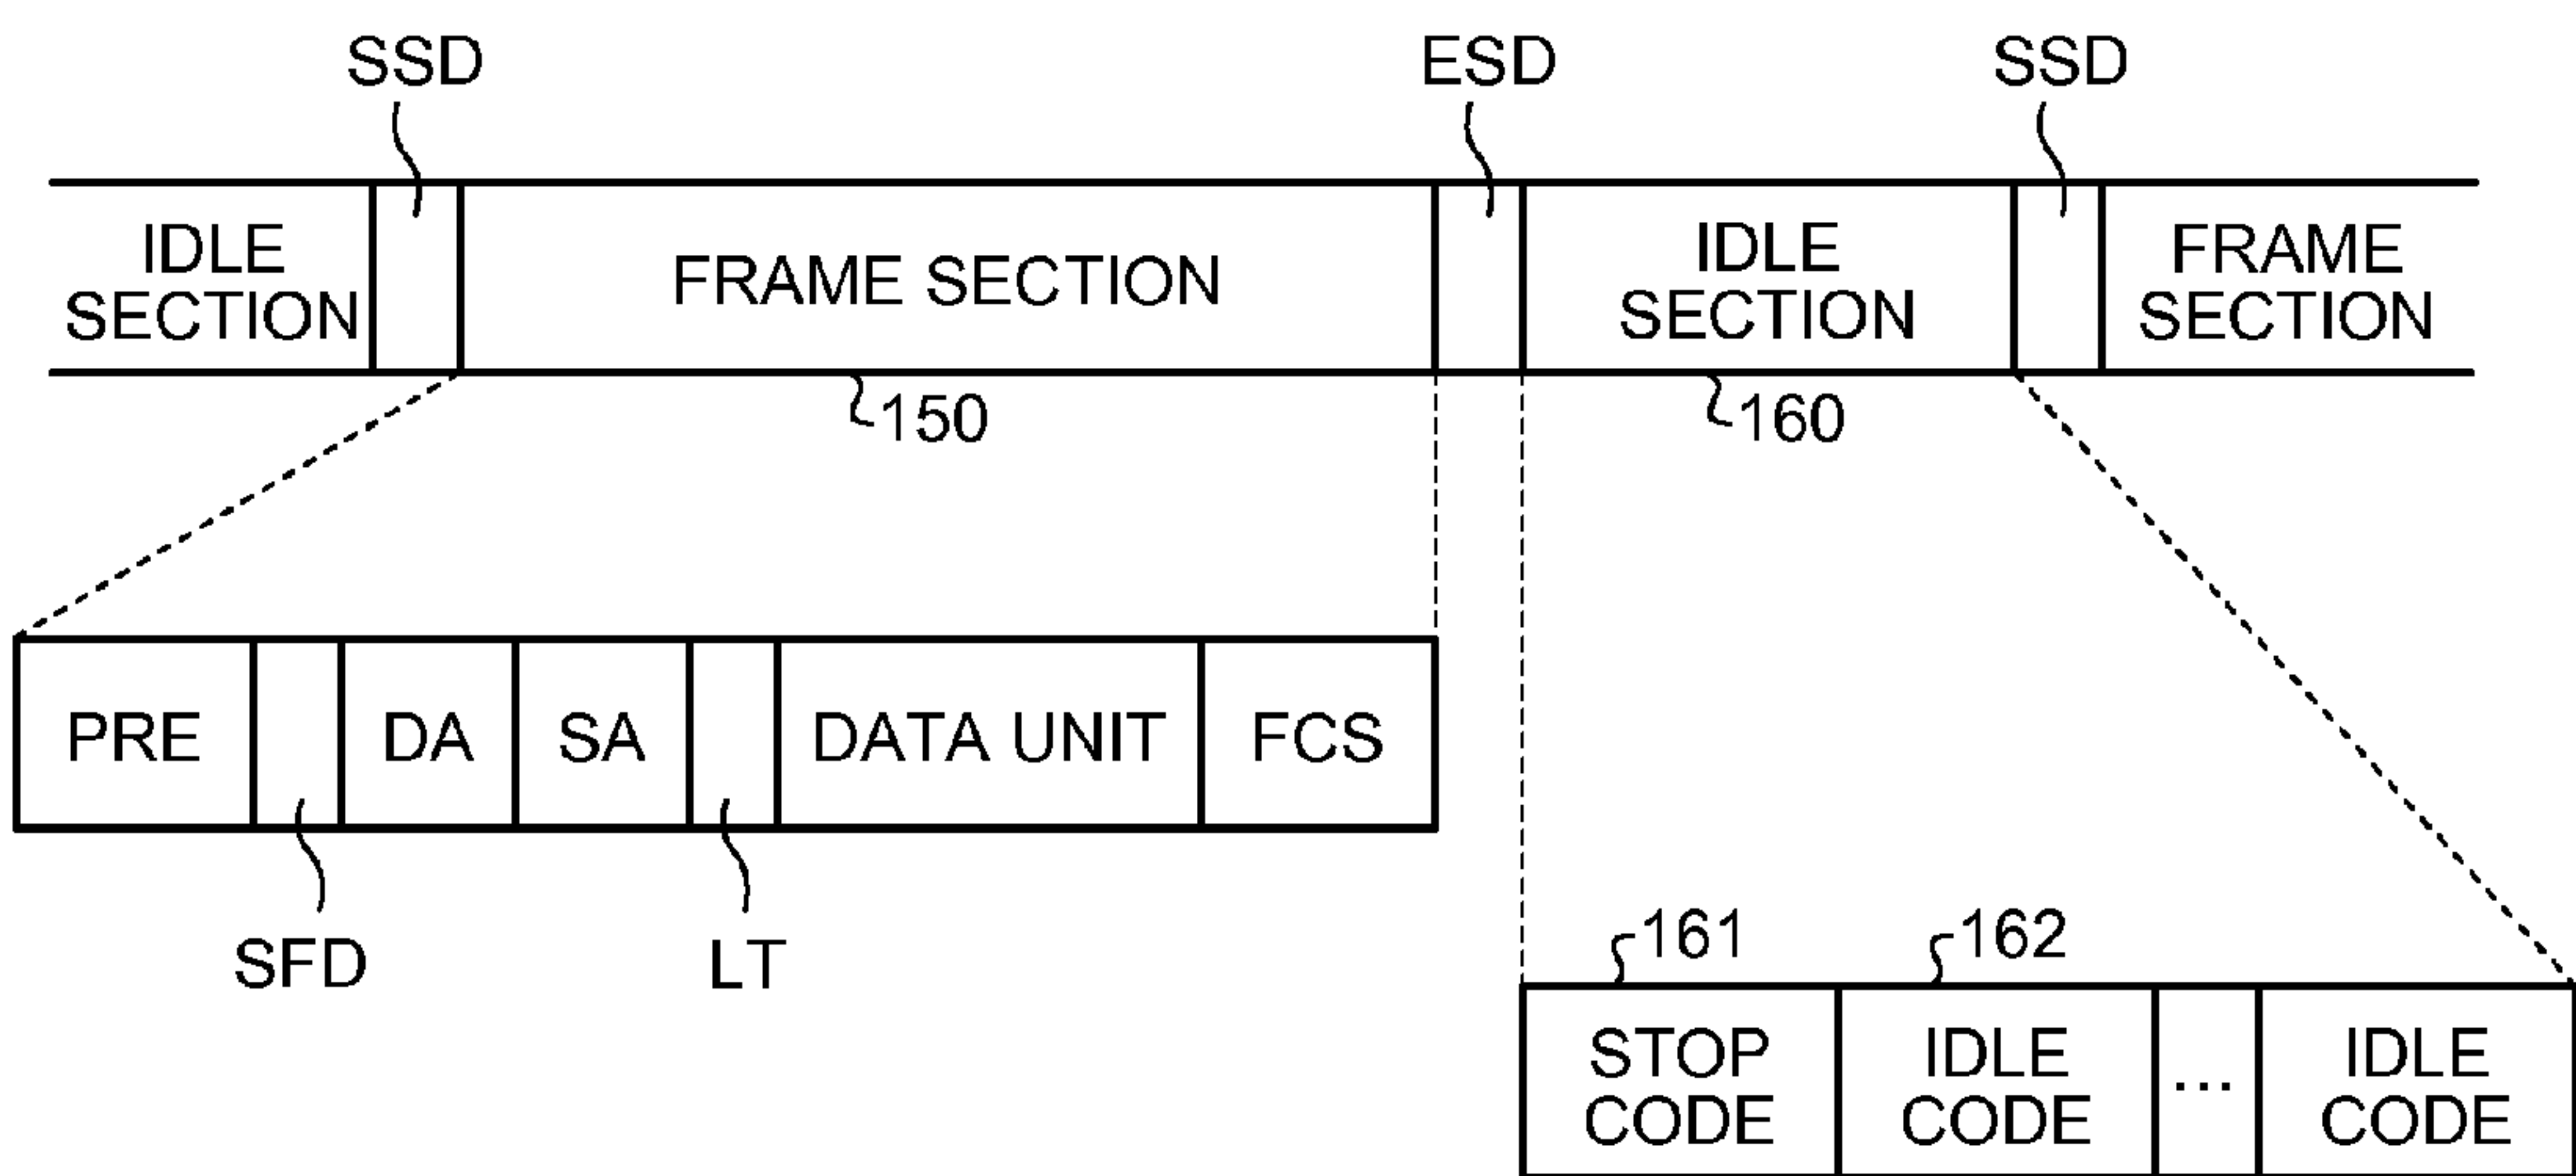 SSD
ESD
SSD
IDLE
SECTION
FRAME SECTION
IDLE
SECTION
FRAME
SECTION
150
160
PRE
DA
SA
DATA UNIT
FCS
SFD
LT
161
162
STOP
CODE
IDLE
CODE
...
IDLE
CODE